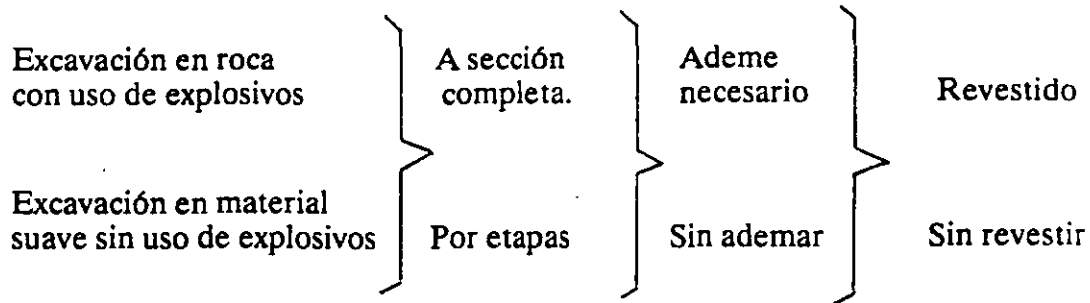 Excavación en roca
con uso de explosivos
A sección
completa.
Ademe
necesario
Revestido
Excavación en material
suave sin uso de explosivos
Por etapas
Sin ademar
Sin revestir